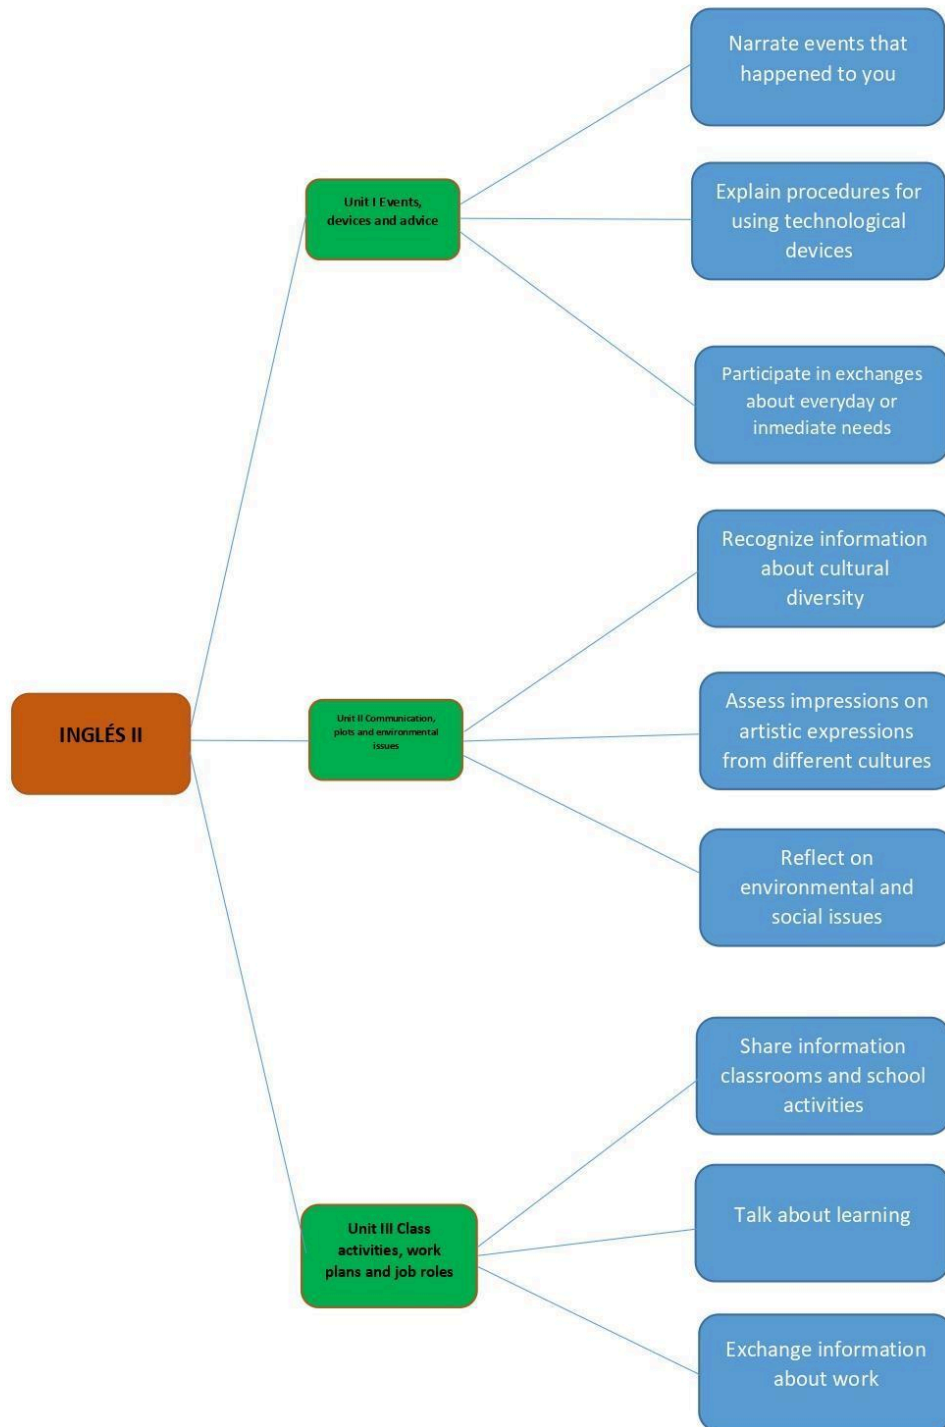 Narrate events that
happened to you
Unit I Events,
devices and advice
Explain procedures for
using technological
devices
Participate in exchanges
about everyday or
inmediate needs
INGLÉS II
Unit II Communication,
plots and environmental
issues
Recognize information
about cultural
diversity
Assess impressions on
artistic expressions
from different cultures
Reflect on
environmental and
social issues
Unit III Class
activities, work
plans and job roles
Share information
classrooms and school
activities
Talk about learning
Exchange information
about work